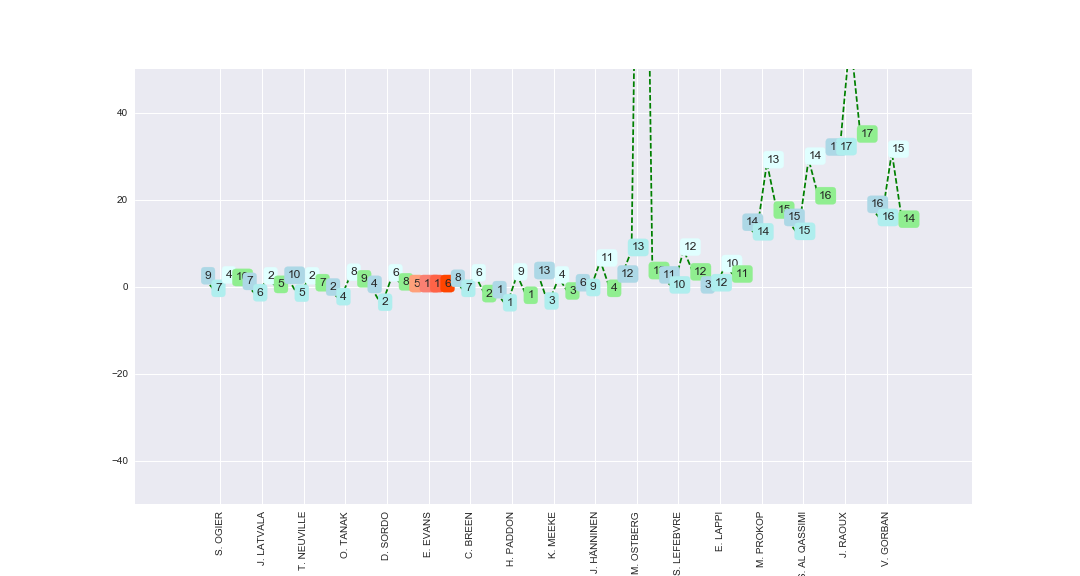 40
20
0
−20
−40
9 7 4 10
7 6 2 5
10 5 2 7
2 4 8 9
4 2 6 8
5 1 1 6
8 7 6 2
1 1 9 1
13 3 4 3
6 9 11 4
12 13
11 10 12 12
3 12 10 11
14 14 13 15
15 15 14 16
17 17
16 16 15 14
S. OGIER
J. LATVALA
T. NEUVILLE
O. TANAK
D. SORDO
E. EVANS
C. BREEN
H. PADDON
K. MEEKE
J. HANNINEN
M. OSTBERG
S. LEFEBVRE
E. LAPPI
M. PROKOP
S. AL QASSIMI
J. RAOUX
V. GORBAN